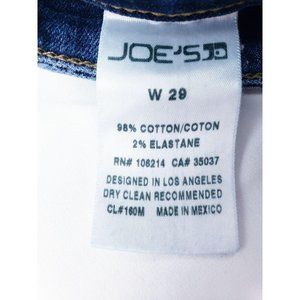 JOE'S
W 29
98% COTTON/COTON
2% ELASTANE
RN# 106214 CA# 35037
DESIGNED IN LOS ANGELES
DRY CLEAN RECOMMENDED
CL#160M MADE IN MEXICO